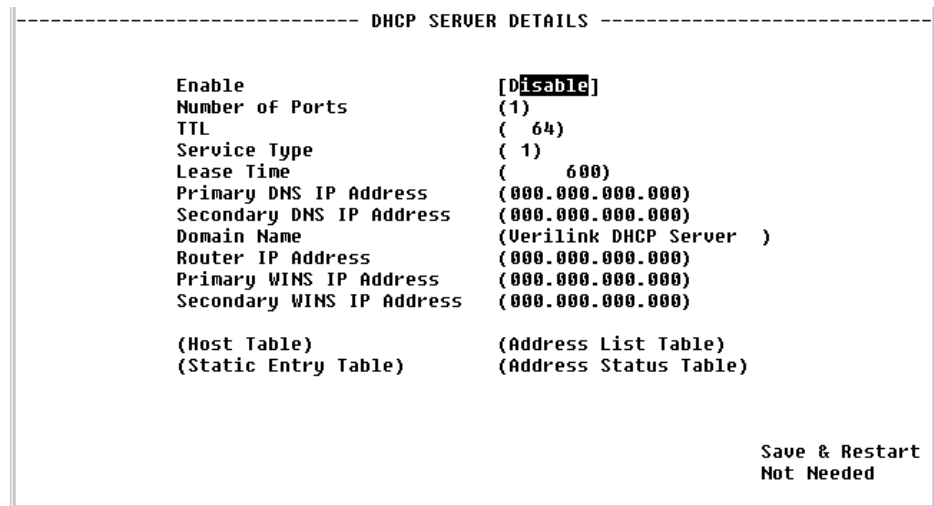 ------------------------------ DHCP SERVER DETAILS -----------------------------
Enable [Disable]
Number of Ports (1)
TTL (  64)
Service Type ( 1)
Lease Time (     600)
Primary DNS IP Address (000.000.000.000)
Secondary DNS IP Address (000.000.000.000)
Domain Name (Verilink DHCP Server  )
Router IP Address (000.000.000.000)
Primary WINS IP Address (000.000.000.000)
Secondary WINS IP Address (000.000.000.000)
(Host Table) (Address List Table)
(Static Entry Table) (Address Status Table)
Save & Restart
Not Needed